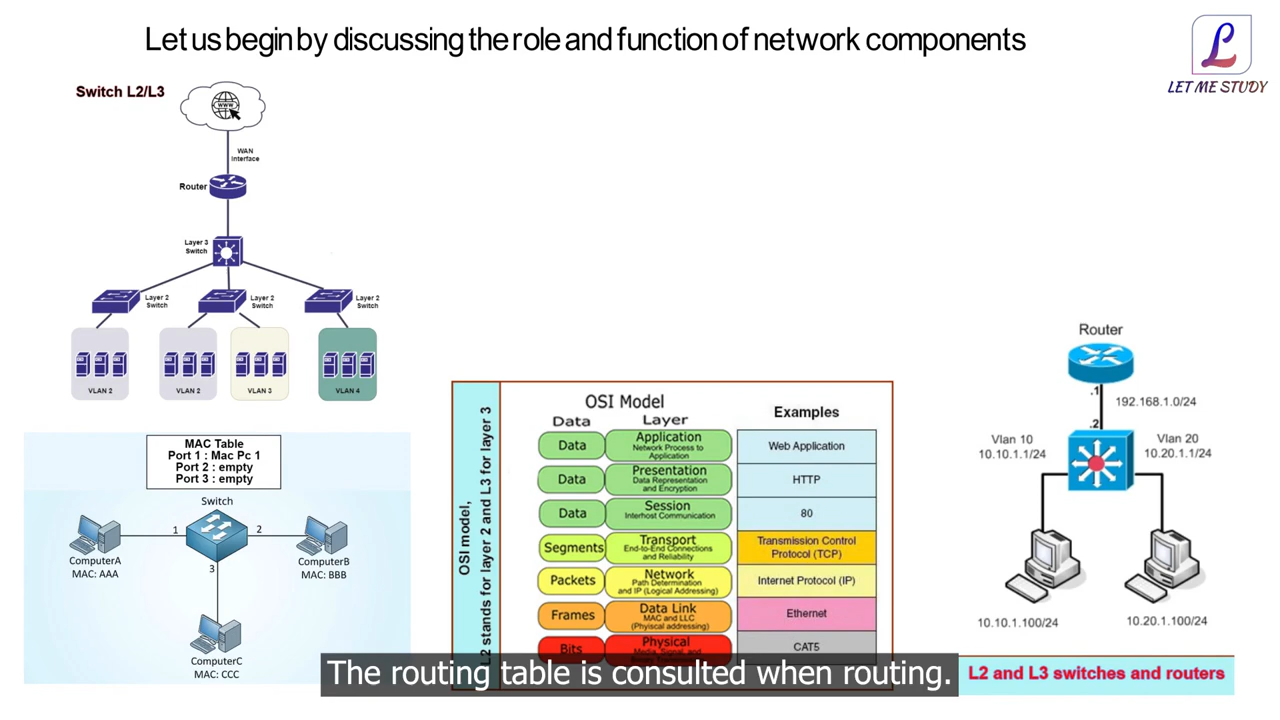 Let us begin by discussing the role and function of network components
L
LET ME STUDY
Switch L2/L3
WWW
WAN
Interface
Router
Layer 3
Switch
Layer 2
Switch
Layer 2
Switch
Layer 2
Switch
VLAN 2
VLAN 2
VLAN 3
VLAN 4
MAC Table
Port 1 : Mac Pc 1
Port 2 : empty
Port 3 : empty
Switch
1
2
3
ComputerA
MAC: AAA
ComputerB
MAC: BBB
ComputerC
MAC: CCC
OSI model,
L2 stands for layer 2 and L3 for layer 3
OSI Model
Data
Layer
Examples
Data
Application
Network Process to
Application
Web Application
Data
Presentation
Data Representation
and Encryption
HTTP
Data
Session
Interhost Communication
80
Segments
Transport
End-to-End Connections
and Reliability
Transmission Control
Protocol (TCP)
Packets
Network
Path Determination
and IP (Logical Addressing)
Internet Protocol (IP)
Frames
Data Link
MAC and LLC
(Phyiscal addressing)
Ethernet
Bits
Physical
Media, Signal, and
CAT5
Router
.1
192.168.1.0/24
.2
Vlan 10
10.10.1.1/24
Vlan 20
10.20.1.1/24
10.10.1.100/24
10.20.1.100/24
L2 and L3 switches and routers
The routing table is consulted when routing.